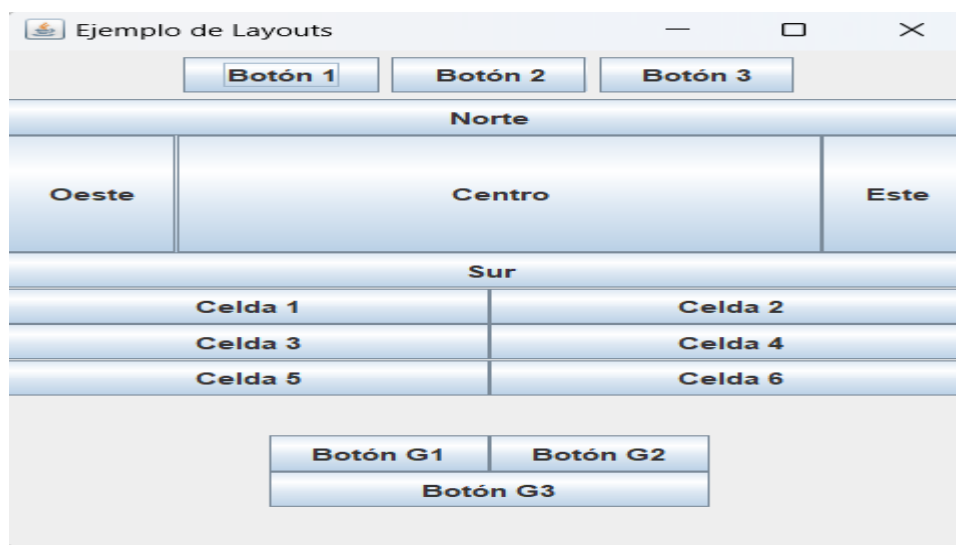 Ejemplo de Layouts
Botón 1 Botón 2 Botón 3
Norte
Oeste Centro Este
Sur
Celda 1 Celda 2
Celda 3 Celda 4
Celda 5 Celda 6
Botón G1 Botón G2
Botón G3